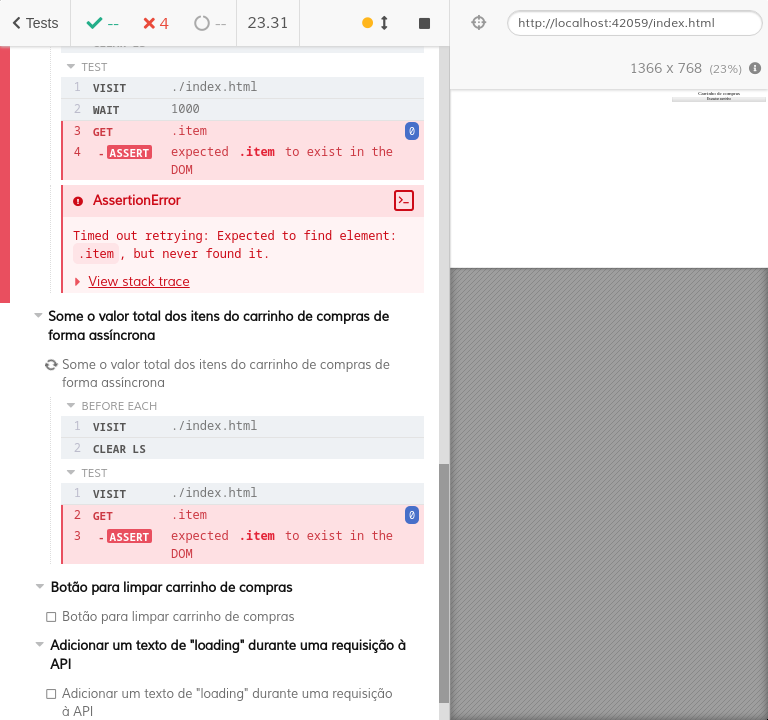 Tests
--
4
--
23.31
http://localhost:42059/index.html
1366 x 768 (23%)
Carrinho de compras
TEST
1 VISIT ./index.html
2 WAIT 1000
3 GET .item 0
4 - ASSERT expected .item to exist in the
DOM
AssertionError
Timed out retrying: Expected to find element:
.item, but never found it.
View stack trace
Some o valor total dos itens do carrinho de compras de
forma assíncrona
Some o valor total dos itens do carrinho de compras de
forma assíncrona
BEFORE EACH
1 VISIT ./index.html
2 CLEAR LS
TEST
1 VISIT ./index.html
2 GET .item 0
3 - ASSERT expected .item to exist in the
DOM
Botão para limpar carrinho de compras
Botão para limpar carrinho de compras
Adicionar um texto de "loading" durante uma requisição à
API
Adicionar um texto de "loading" durante uma requisição
à API